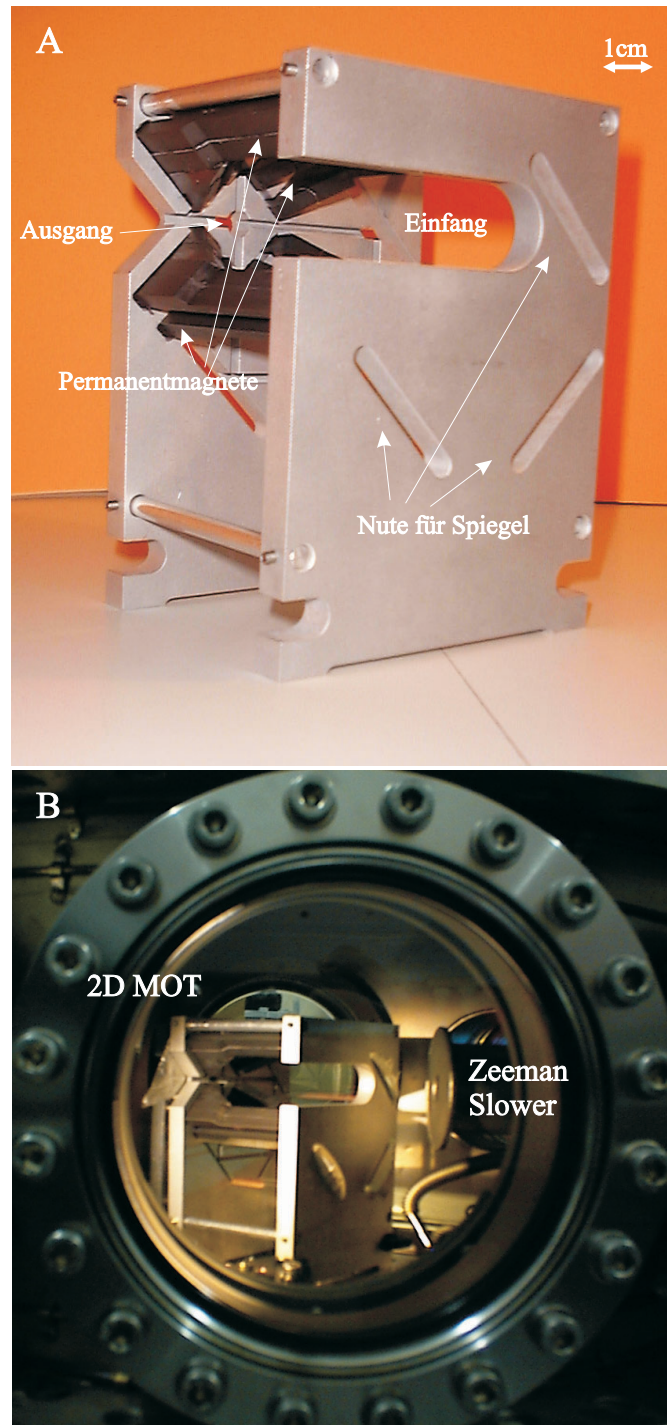 A
1cm
Ausgang
Einfang
Permanentmagnete
Nute für Spiegel
B
2D MOT
Zeeman
Slower